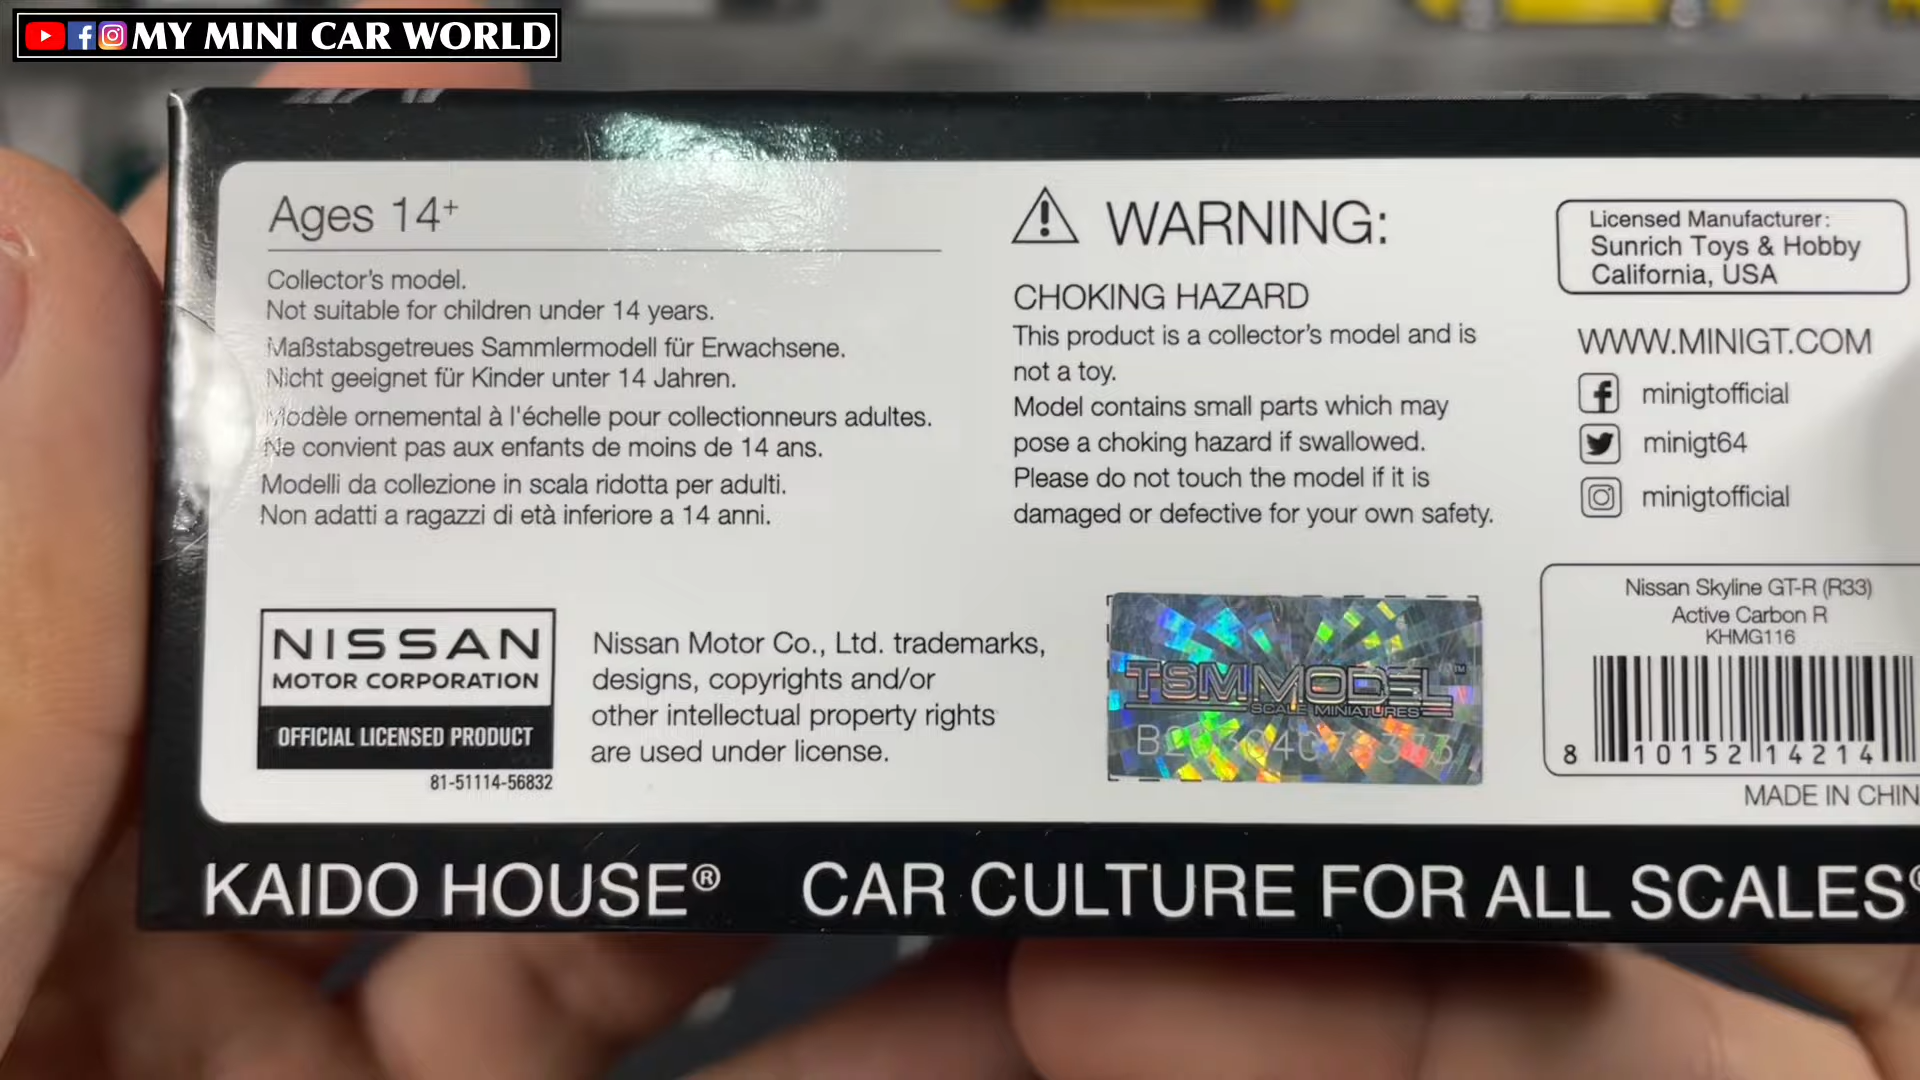 MY MINI CAR WORLD
Ages 14+
Collector's model.
Not suitable for children under 14 years.
Maßstabsgetreues Sammlermodell für Erwachsene.
Nicht geeignet für Kinder unter 14 Jahren.
Modèle ornemental à l'échelle pour collectionneurs adultes.
Ne convient pas aux enfants de moins de 14 ans.
Modelli da collezione in scala ridotta per adulti.
Non adatti a ragazzi di età inferiore a 14 anni.
NISSAN
MOTOR CORPORATION
OFFICIAL LICENSED PRODUCT
81-51114-56832
Nissan Motor Co., Ltd. trademarks,
designs, copyrights and/or
other intellectual property rights
are used under license.
WARNING:
CHOKING HAZARD
This product is a collector's model and is
not a toy.
Model contains small parts which may
pose a choking hazard if swallowed.
Please do not touch the model if it is
damaged or defective for your own safety.
TSM MODEL™
SCALE MINIATURES
Licensed Manufacturer:
Sunrich Toys & Hobby
California, USA
WWW.MINIGT.COM
minigtofficial
minigt64
minigtofficial
Nissan Skyline GT-R (R33)
Active Carbon R
KHMG116
8 10152 14214
MADE IN CHIN
KAIDO HOUSE® CAR CULTURE FOR ALL SCALES®